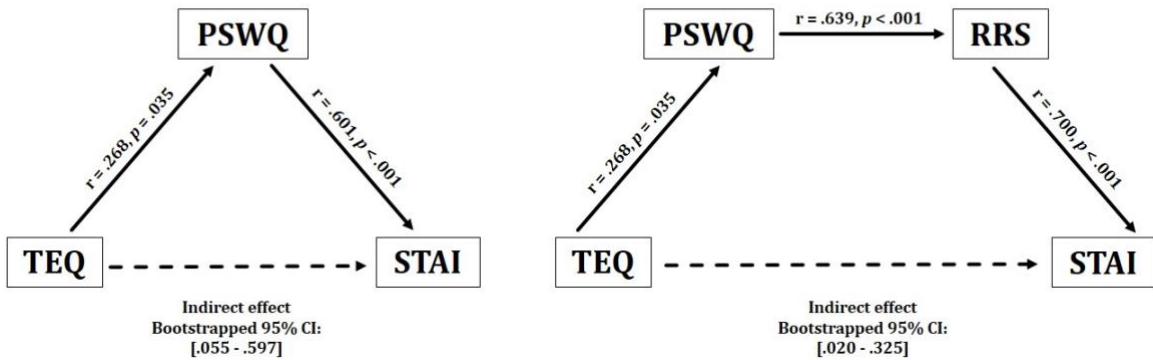 PSWQ
r = .268, p = .035
r = .601, p < .001
TEQ
STAI
Indirect effect
Bootstrapped 95% CI:
[.055 - .597]
PSWQ
r = .639, p < .001
RRS
r = .268, p = .035
r = .700, p < .001
TEQ
STAI
Indirect effect
Bootstrapped 95% CI:
[.020 - .325]